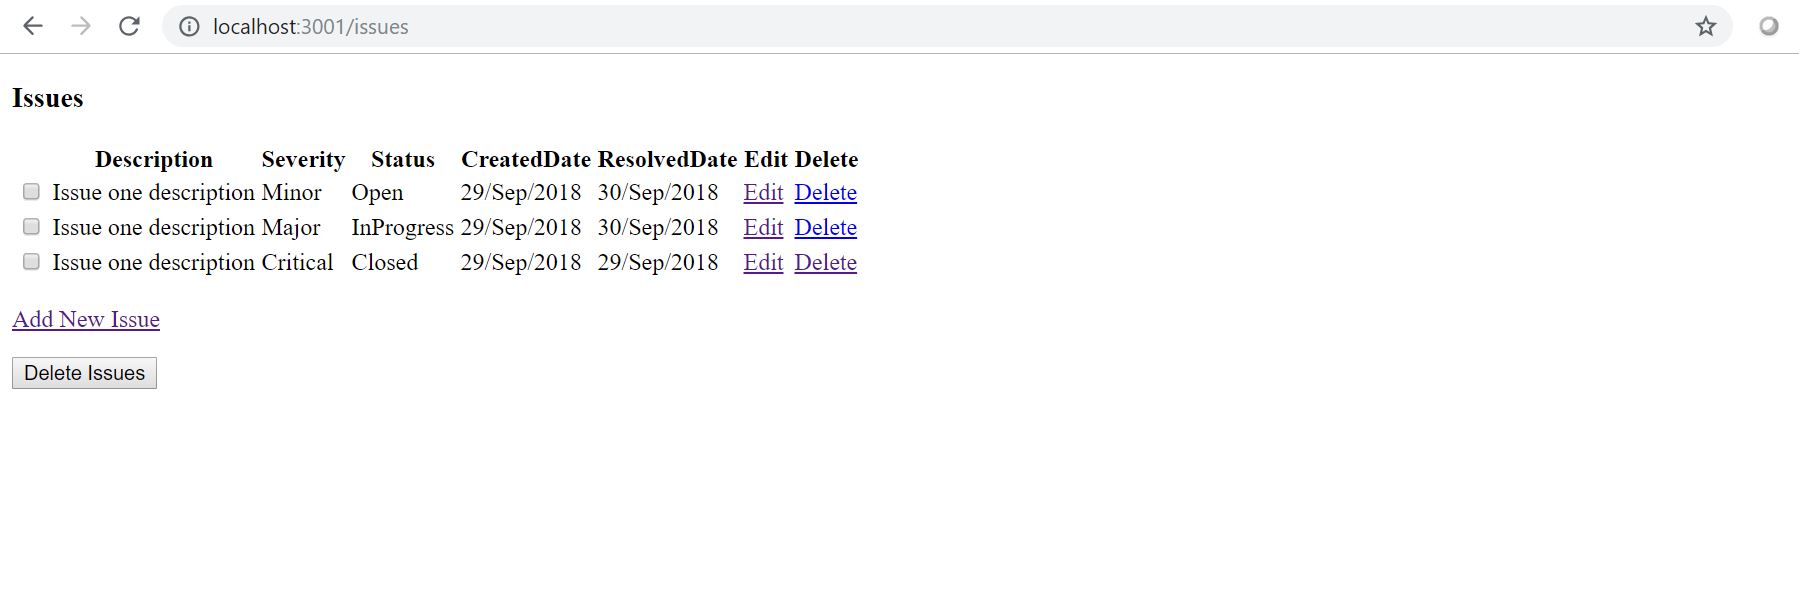 localhost:3001/issues
Issues
Description Severity Status CreatedDate ResolvedDate Edit Delete
Issue one description Minor Open 29/Sep/2018 30/Sep/2018 Edit Delete
Issue one description Major InProgress 29/Sep/2018 30/Sep/2018 Edit Delete
Issue one description Critical Closed 29/Sep/2018 29/Sep/2018 Edit Delete
Add New Issue
Delete Issues